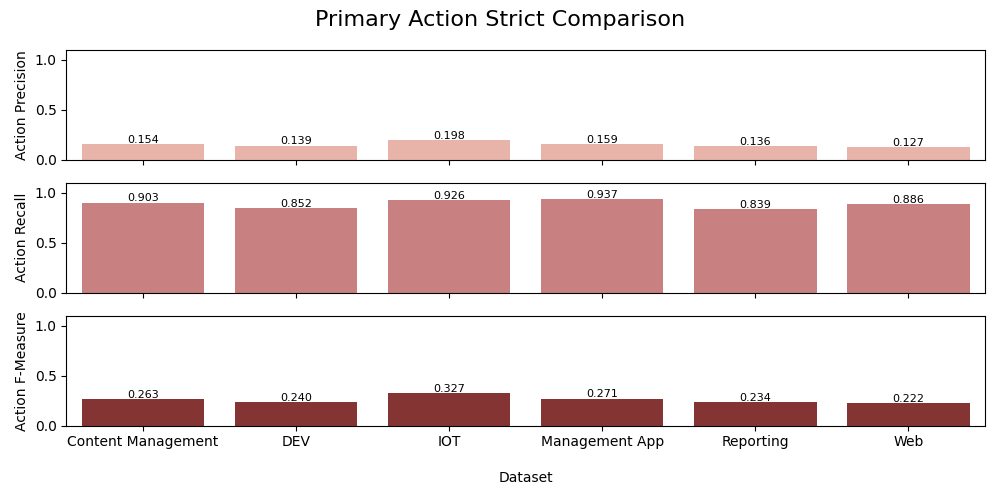 Primary Action Strict Comparison
Action Precision
1.0
0.5
0.0
0.154 0.139 0.198 0.159 0.136 0.127
Action Recall
1.0
0.5
0.0
0.903 0.852 0.926 0.937 0.839 0.886
Action F-Measure
1.0
0.5
0.0
0.263 0.240 0.327 0.271 0.234 0.222
Content Management DEV IOT Management App Reporting Web
Dataset